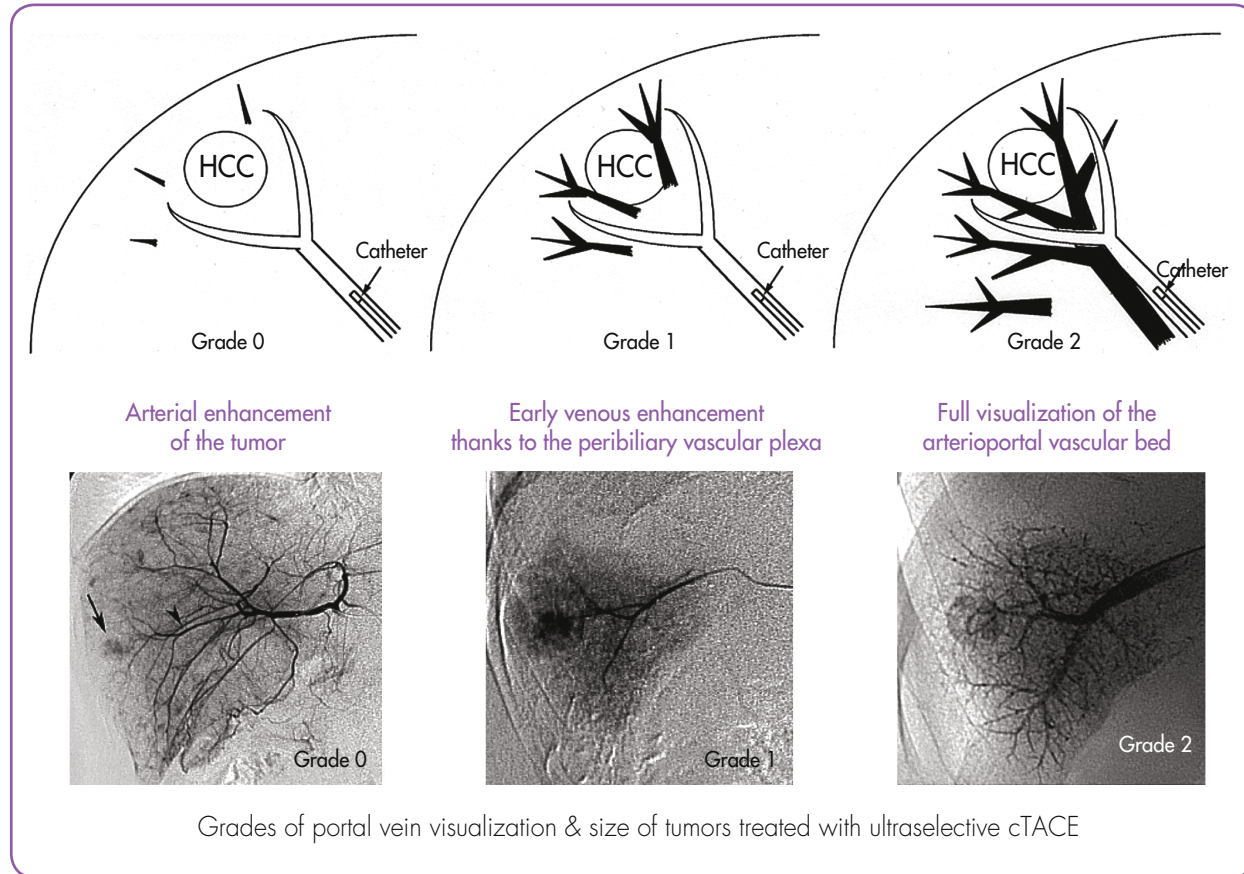 HCC
Catheter
Grade 0
HCC
Catheter
Grade 1
HCC
Catheter
Grade 2
Arterial enhancement
of the tumor
Early venous enhancement
thanks to the peribiliary vascular plexa
Full visualization of the
arterioportal vascular bed
Grade 0
Grade 1
Grade 2
Grades of portal vein visualization & size of tumors treated with ultraselective cTACE